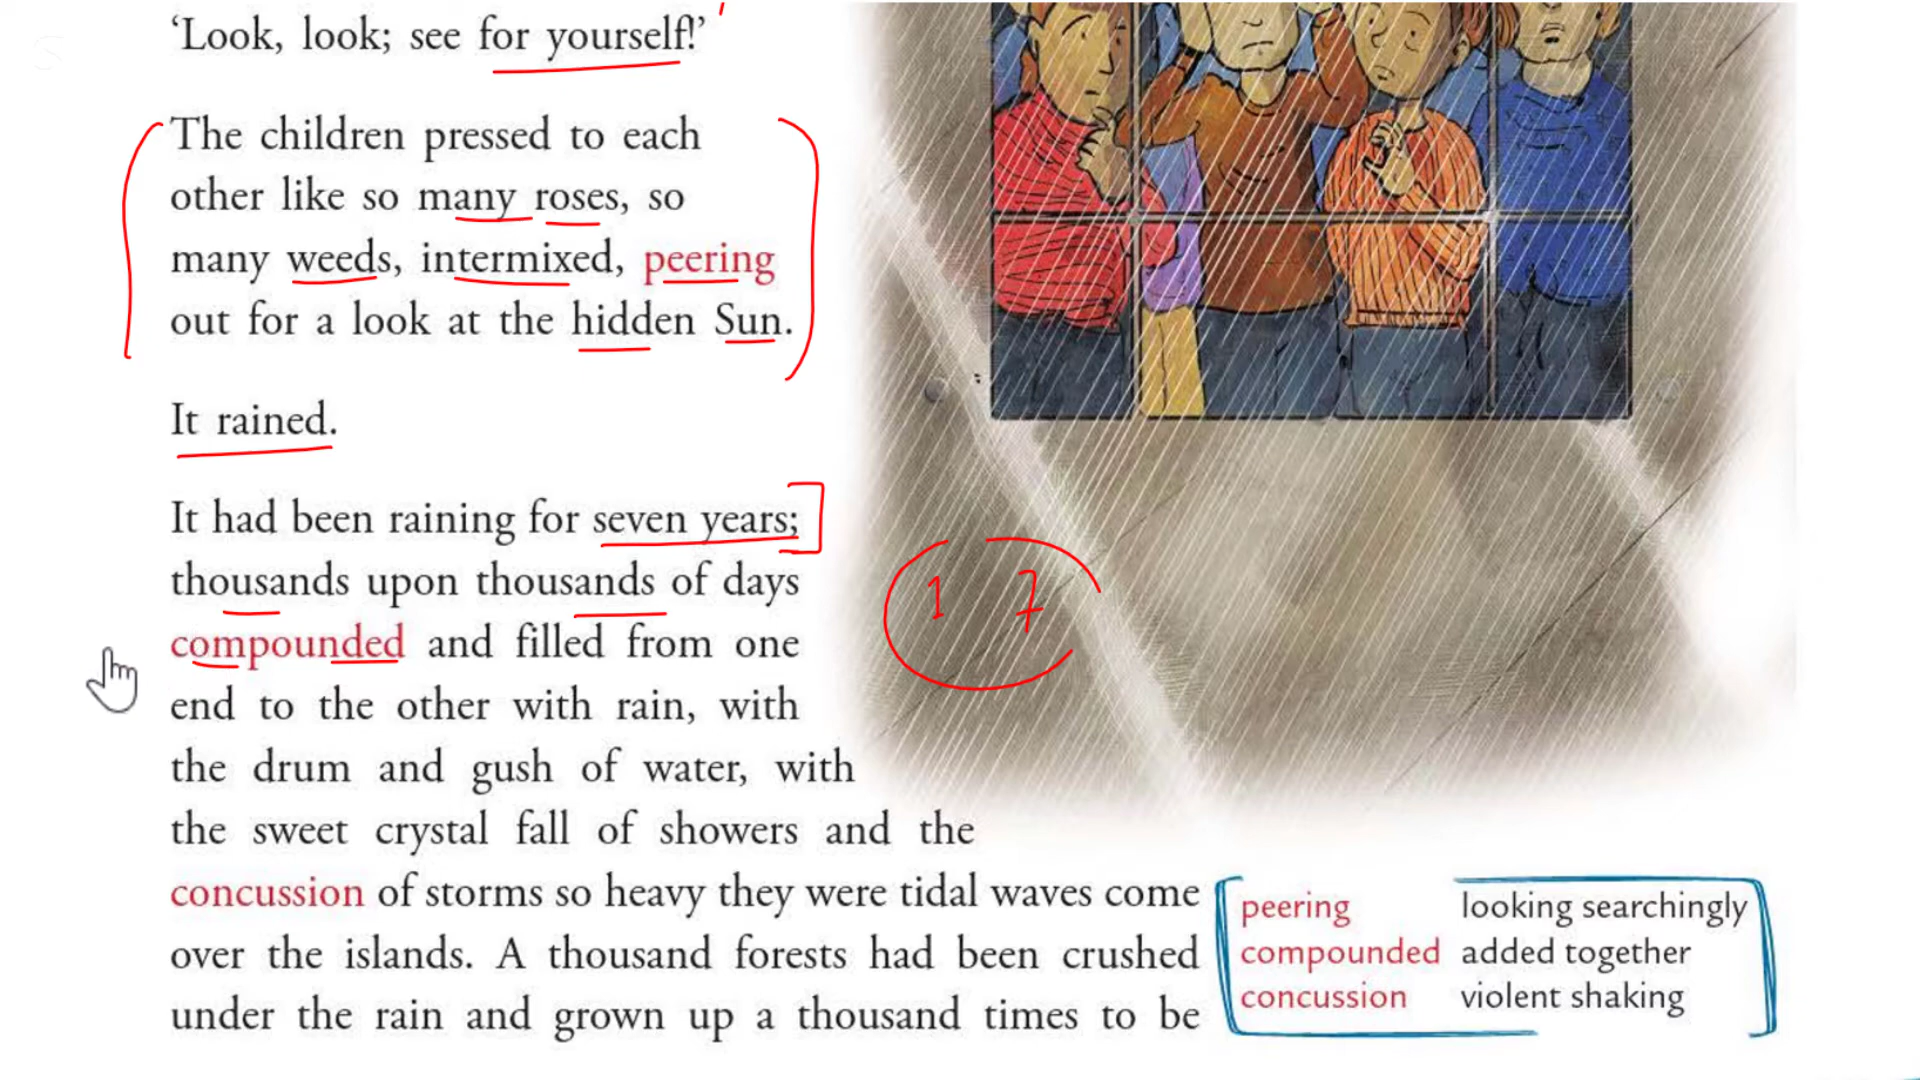 ‘Look, look; see for yourself!’
The children pressed to each
other like so many roses, so
many weeds, intermixed, peering
out for a look at the hidden Sun.
It rained.
It had been raining for seven years;
thousands upon thousands of days
compounded and filled from one
end to the other with rain, with
the drum and gush of water, with
the sweet crystal fall of showers and the
concussion of storms so heavy they were tidal waves come
over the islands. A thousand forests had been crushed
under the rain and grown up a thousand times to be
1 7
peering looking searchingly
compounded added together
concussion violent shaking